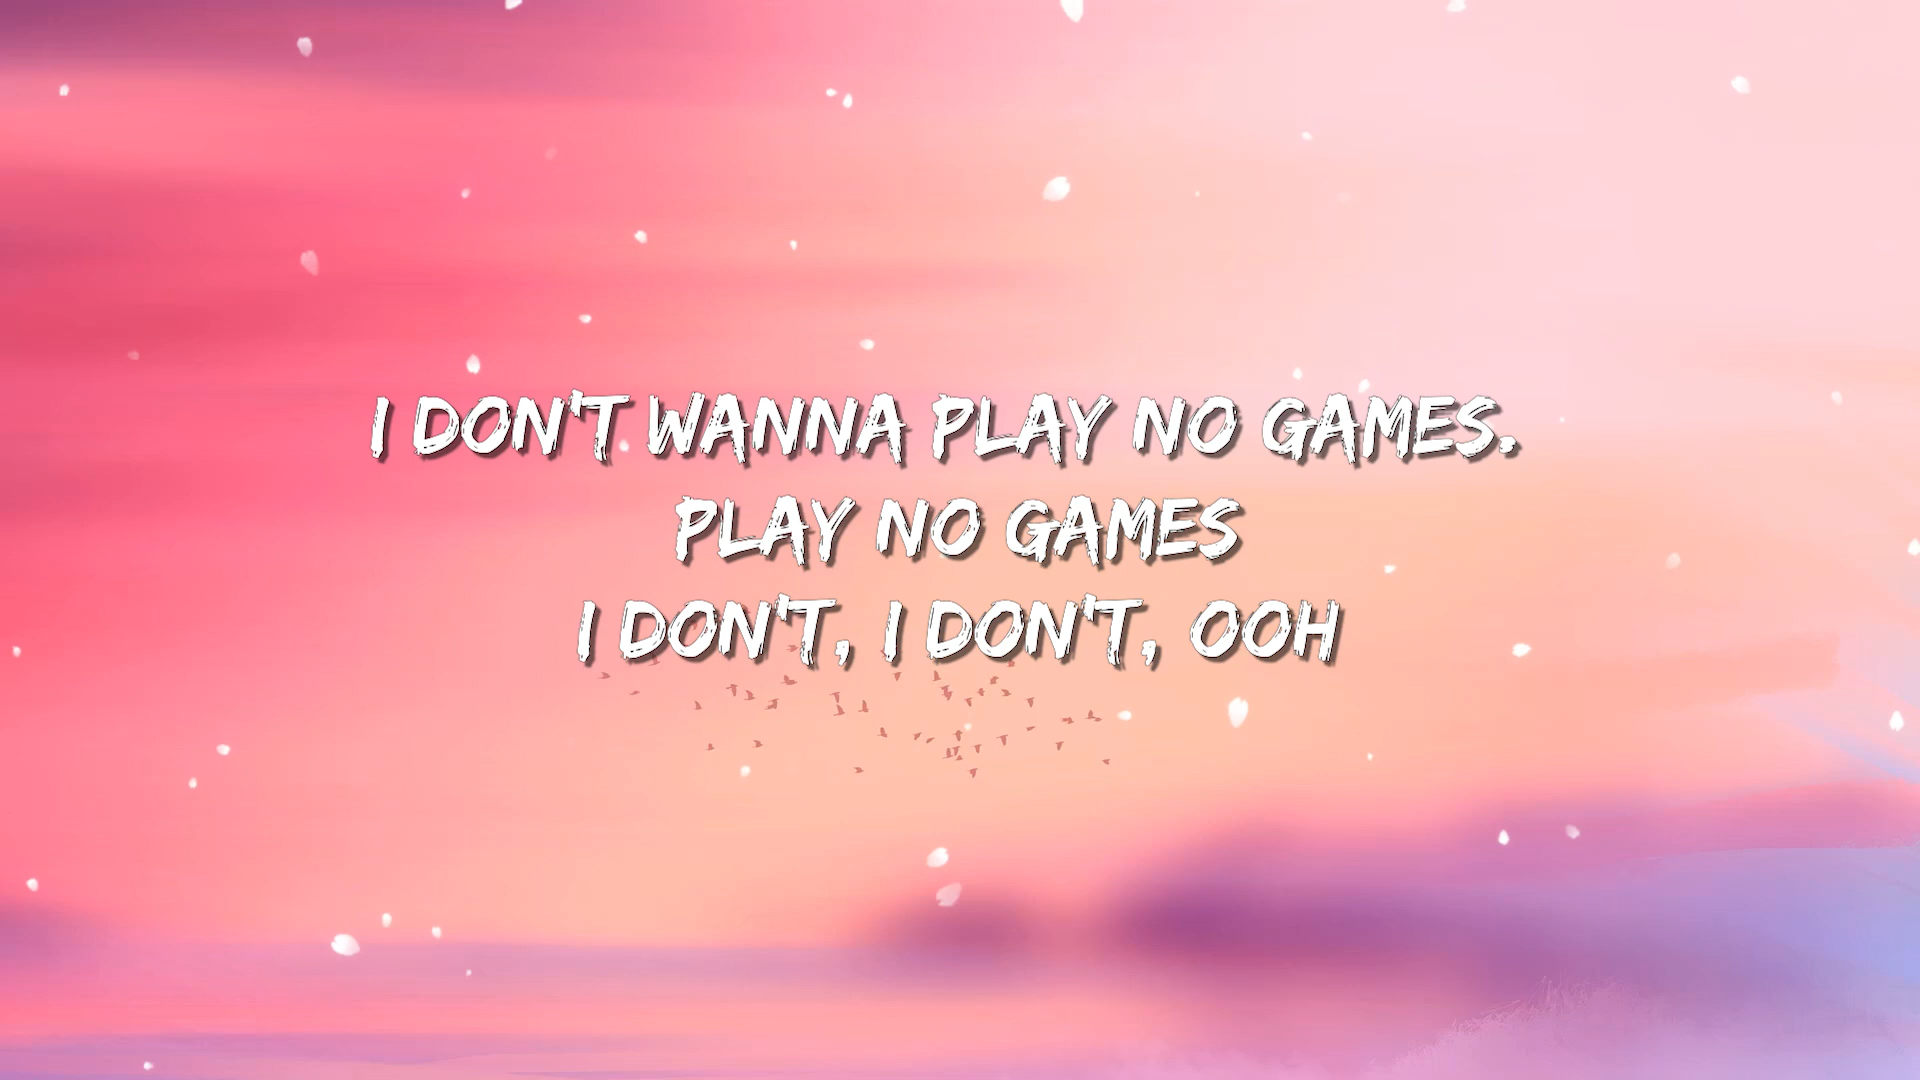 I DON'T WANNA PLAY NO GAMES.
PLAY NO GAMES
I DON'T, I DON'T, OOH